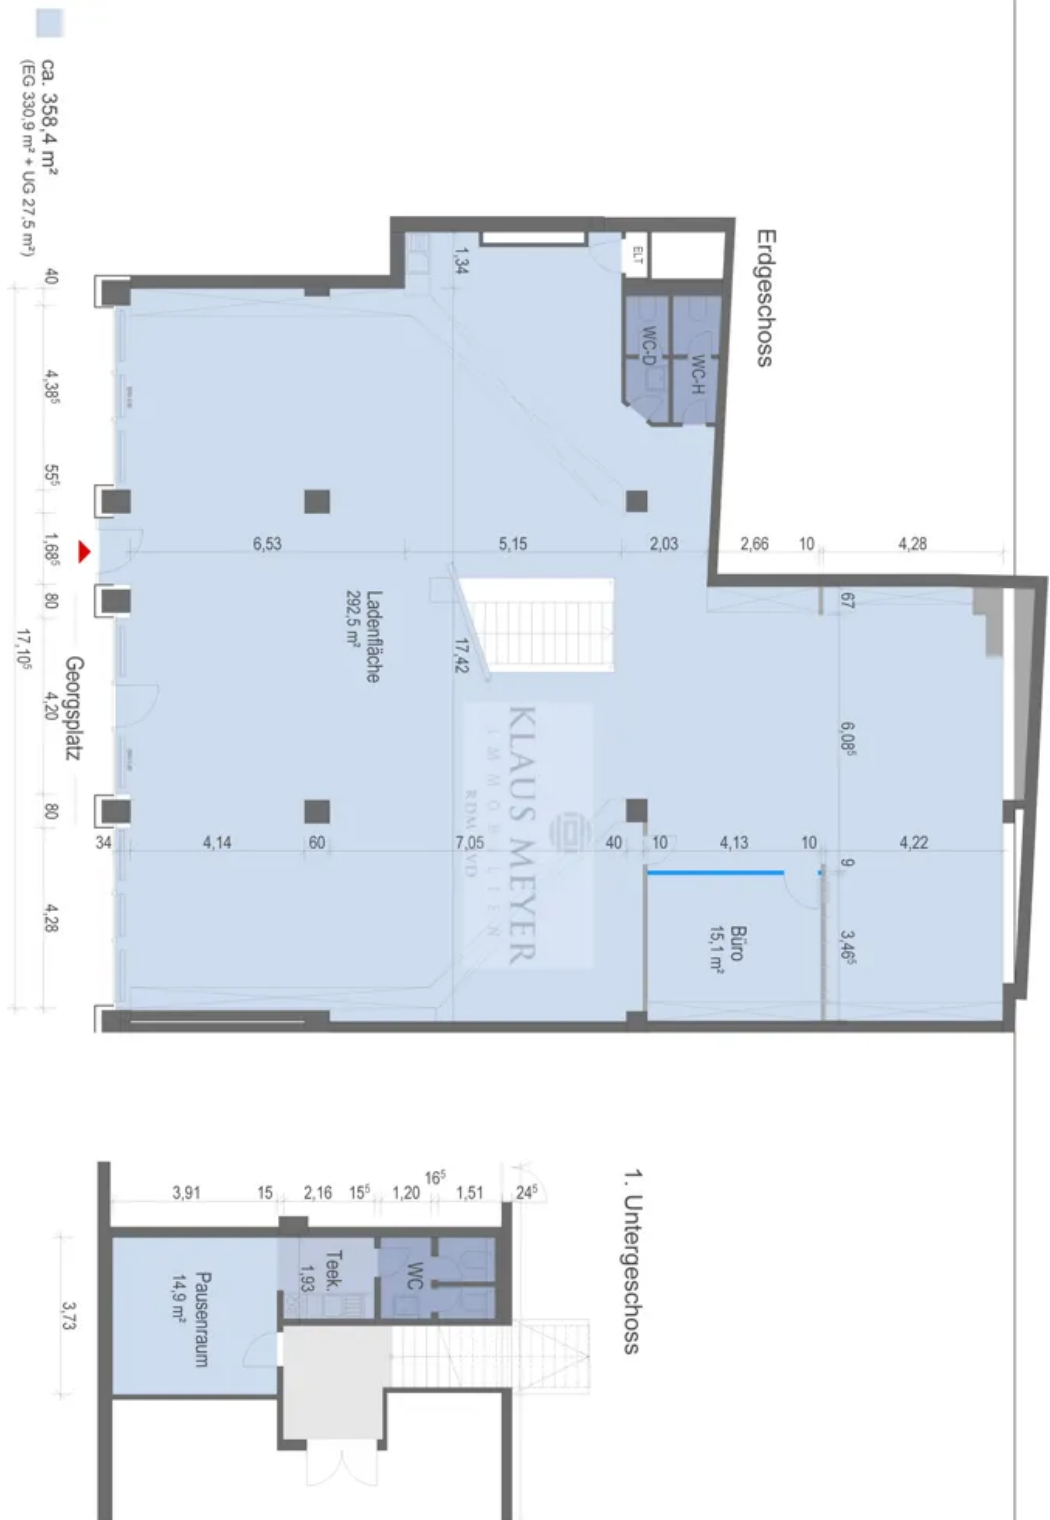 ca. 358,4 m²
(EG 330,9 m² + UG 27,5 m²)
Erdgeschoss
ELT
WC-D
WC-H
1,34
40
4,38⁵
55⁵
1,68⁵
80
4,20
80
4,28
17,10⁵
Georgsplatz
6,53
5,15
2,03
2,66
10
4,28
Ladenfläche
292,5 m²
17,42
67
6,08⁵
9
3,46⁵
KLAUS MEYER
IMMOBILIEN
34
4,14
60
7,05
40
10
4,13
10
4,22
Büro
15,1 m²
1. Untergeschoss
3,91
15
2,16
15⁵
1,20
16⁵
1,51
24⁵
Teek.
1,93
WC
Pausenraum
14,9 m²
3,73